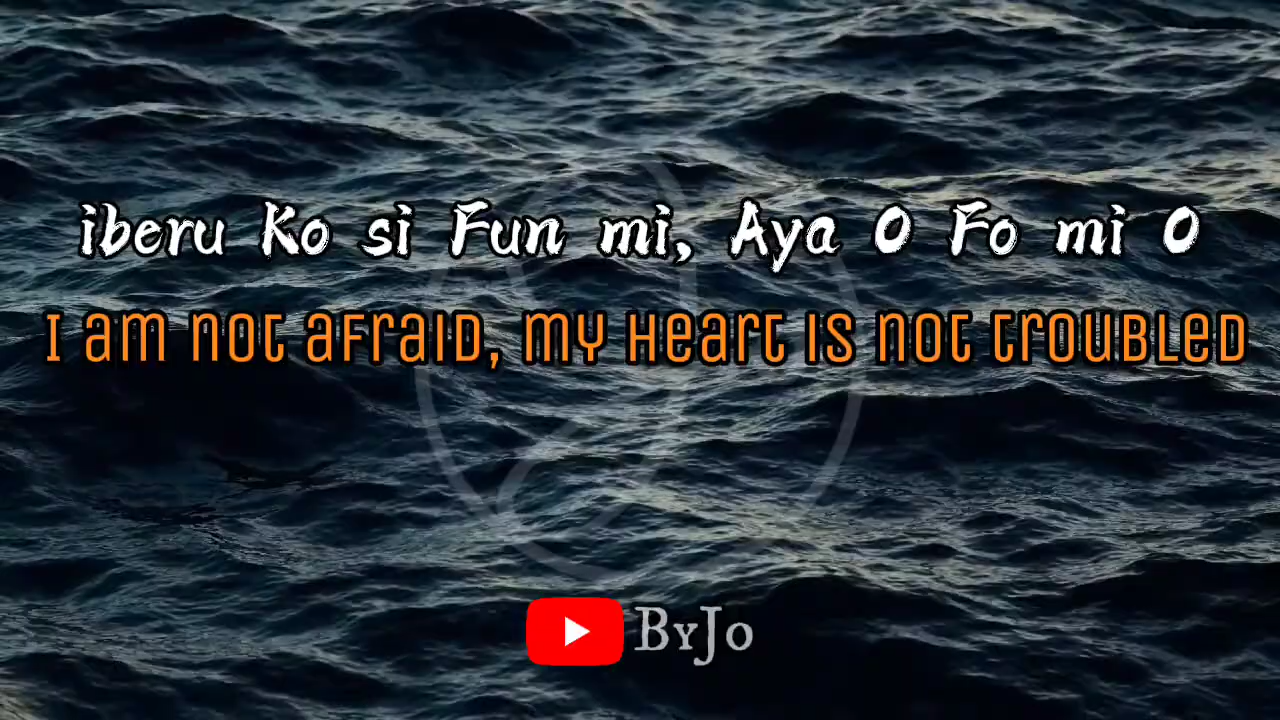 iberu Ko si Fun mi, Aya O Fo mi O
I am not afraid, my heart is not troubled
ByJo